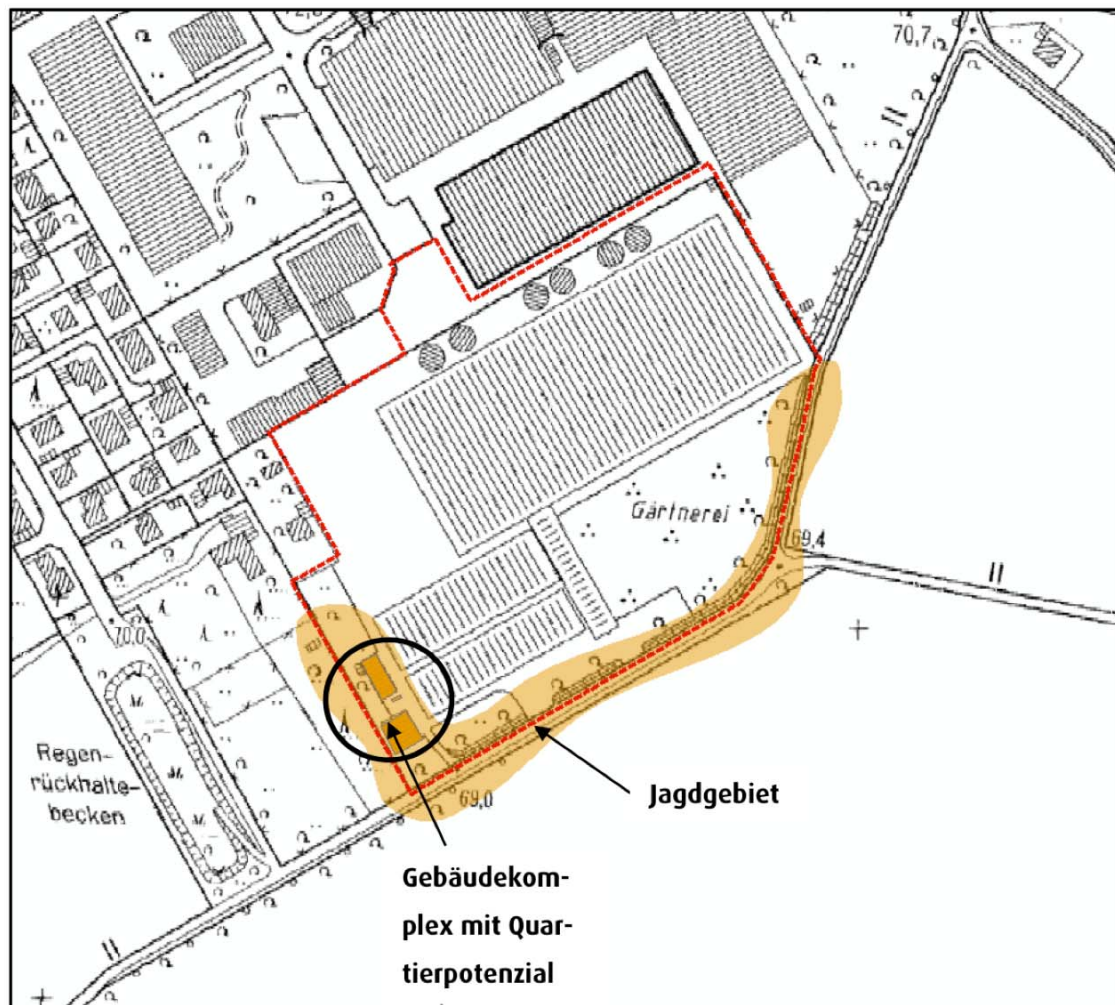 70,7
Gärtnerei
69,4
70,0
Regen-
rückhalte-
becken
69,0
Jagdgebiet
Gebäudekom-
plex mit Quar-
tierpotenzial